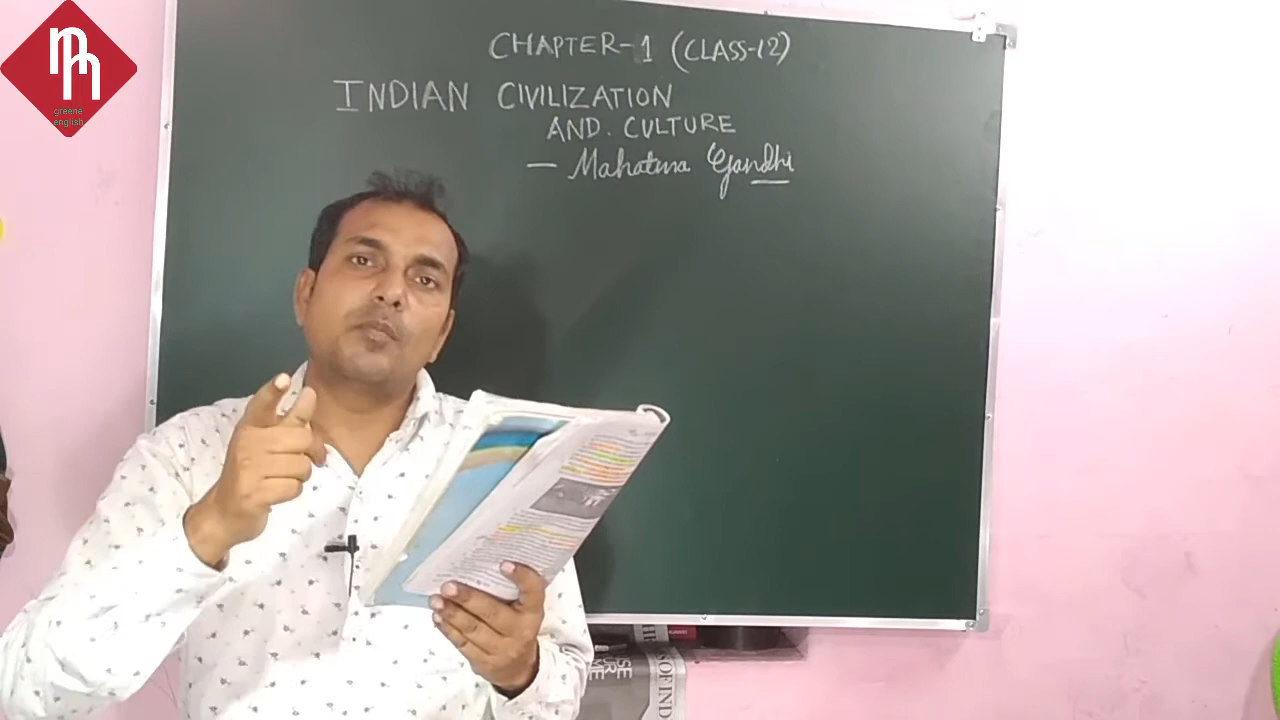 greene
english
CHAPTER-1 (CLASS-12)
INDIAN CIVILIZATION
AND. CULTURE
— Mahatma Gandhi